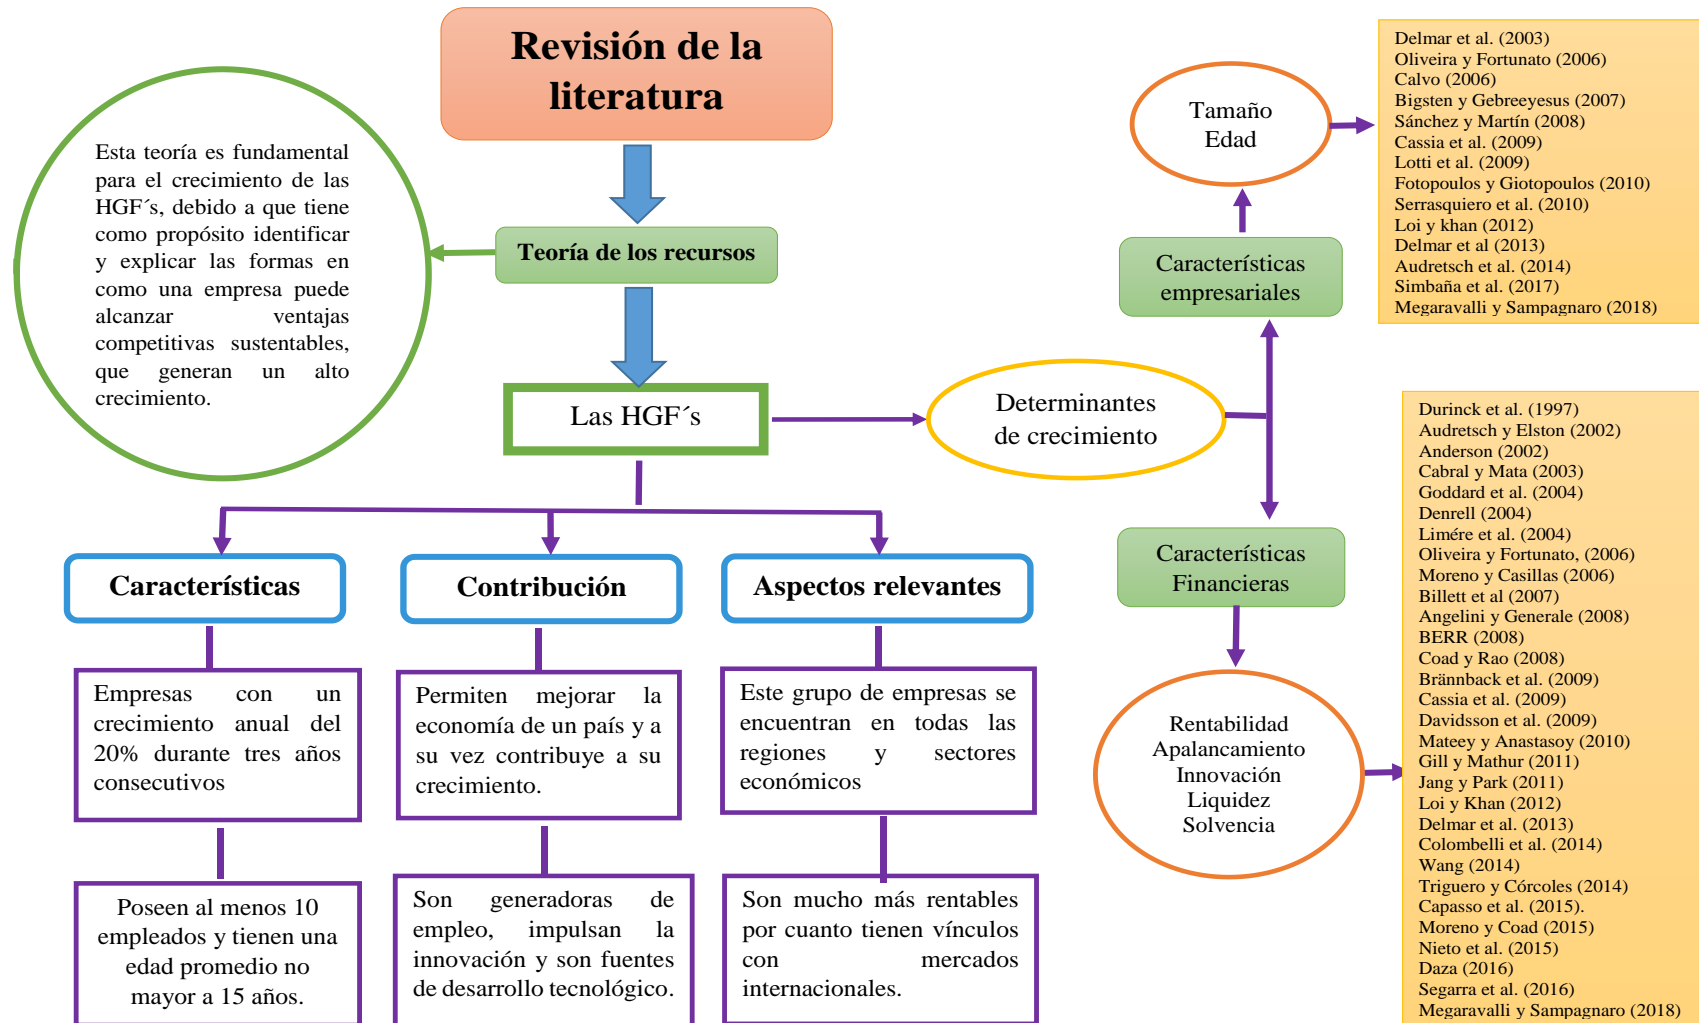 Revisión de la
literatura
Esta teoría es fundamental
para el crecimiento de las
HGF´s, debido a que tiene
como propósito identificar
y explicar las formas en
como una empresa puede
alcanzar ventajas
competitivas sustentables,
que generan un alto
crecimiento.
Teoría de los recursos
Las HGF´s
Determinantes
de crecimiento
Características
Empresas con un
crecimiento anual del
20% durante tres años
consecutivos
Poseen al menos 10
empleados y tienen una
edad promedio no
mayor a 15 años.
Contribución
Permiten mejorar la
economía de un país y a
su vez contribuye a su
crecimiento.
Son generadoras de
empleo, impulsan la
innovación y son fuentes
de desarrollo tecnológico.
Aspectos relevantes
Este grupo de empresas se
encuentran en todas las
regiones y sectores
económicos
Son mucho más rentables
por cuanto tienen vínculos
con mercados
internacionales.
Tamaño
Edad
Características
empresariales
Características
Financieras
Rentabilidad
Apalancamiento
Innovación
Liquidez
Solvencia
Delmar et al. (2003)
Oliveira y Fortunato (2006)
Calvo (2006)
Bigsten y Gebreeyesus (2007)
Sánchez y Martín (2008)
Cassia et al. (2009)
Lotti et al. (2009)
Fotopoulos y Giotopoulos (2010)
Serrasquiero et al. (2010)
Loi y khan (2012)
Delmar et al (2013)
Audretsch et al. (2014)
Simbaña et al. (2017)
Megaravalli y Sampagnaro (2018)
Durinck et al. (1997)
Audretsch y Elston (2002)
Anderson (2002)
Cabral y Mata (2003)
Goddard et al. (2004)
Denrell (2004)
Limére et al. (2004)
Oliveira y Fortunato, (2006)
Moreno y Casillas (2006)
Billett et al (2007)
Angelini y Generale (2008)
BERR (2008)
Coad y Rao (2008)
Brännback et al. (2009)
Cassia et al. (2009)
Davidsson et al. (2009)
Mateey y Anastasoy (2010)
Gill y Mathur (2011)
Jang y Park (2011)
Loi y Khan (2012)
Delmar et al. (2013)
Colombelli et al. (2014)
Wang (2014)
Triguero y Córcoles (2014)
Capasso et al. (2015).
Moreno y Coad (2015)
Nieto et al. (2015)
Daza (2016)
Segarra et al. (2016)
Megaravalli y Sampagnaro (2018)